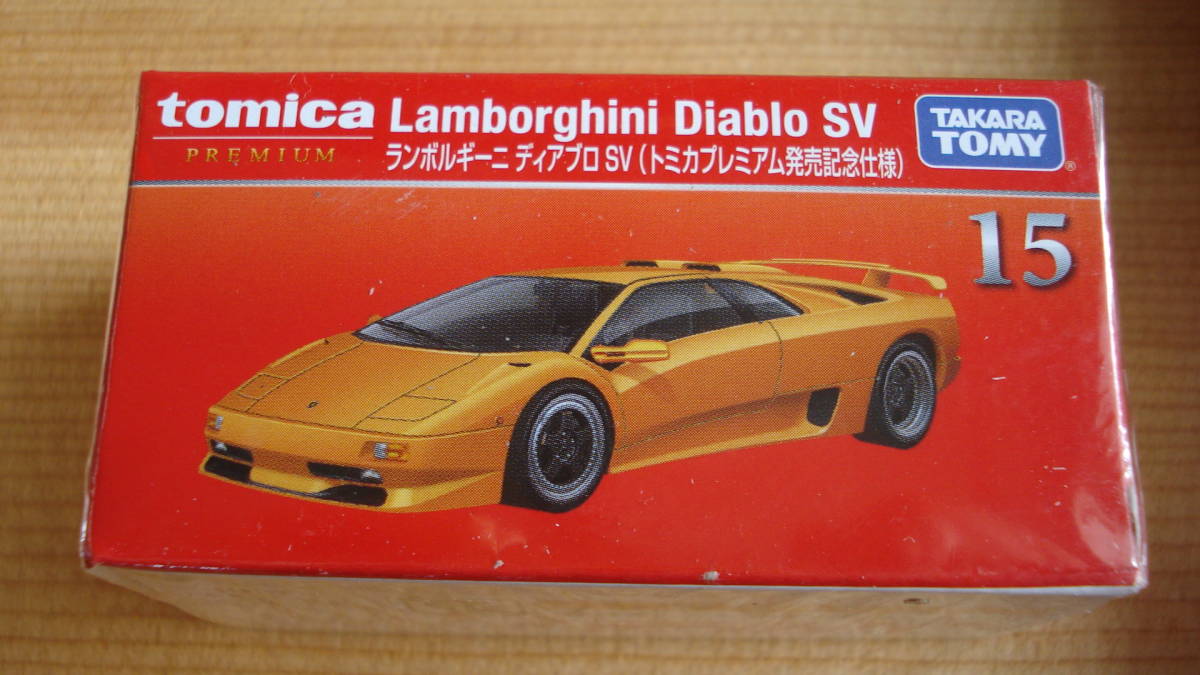 tomica
PREMIUM
Lamborghini Diablo SV
ランボルギーニ ディアブロ SV (トミカプレミアム発売記念仕様)
TAKARA
TOMY
®
15